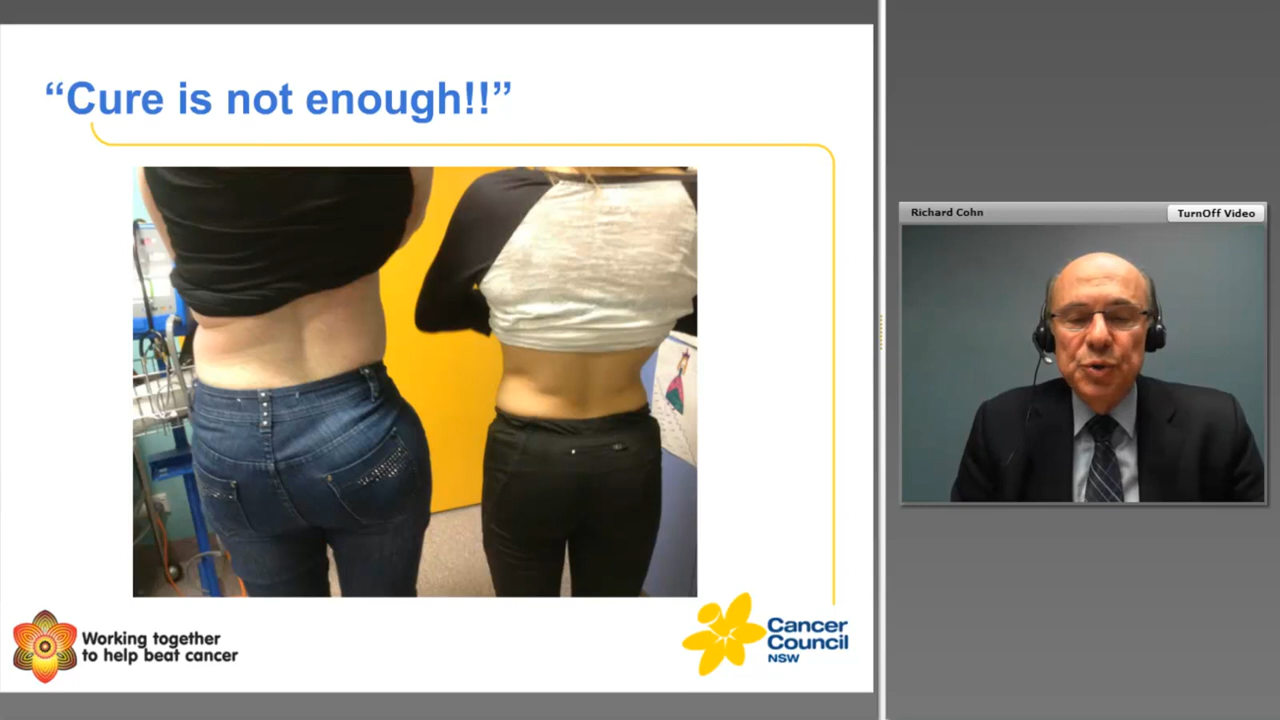 “Cure is not enough!!”
Working together
to help beat cancer
Cancer
Council
NSW
Richard Cohn
TurnOff Video